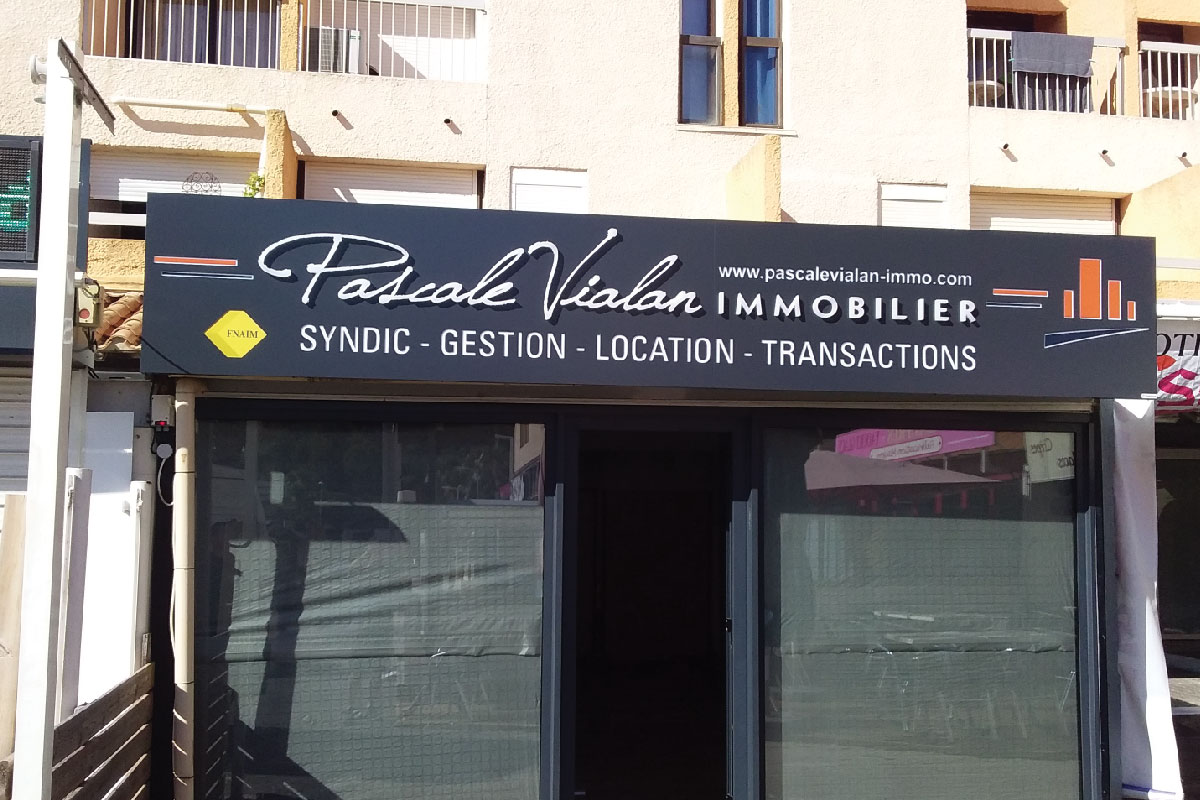 Pascale Vialan
www.pascalevialan-immo.com
IMMOBILIER
FNAIM
SYNDIC - GESTION - LOCATION - TRANSACTIONS